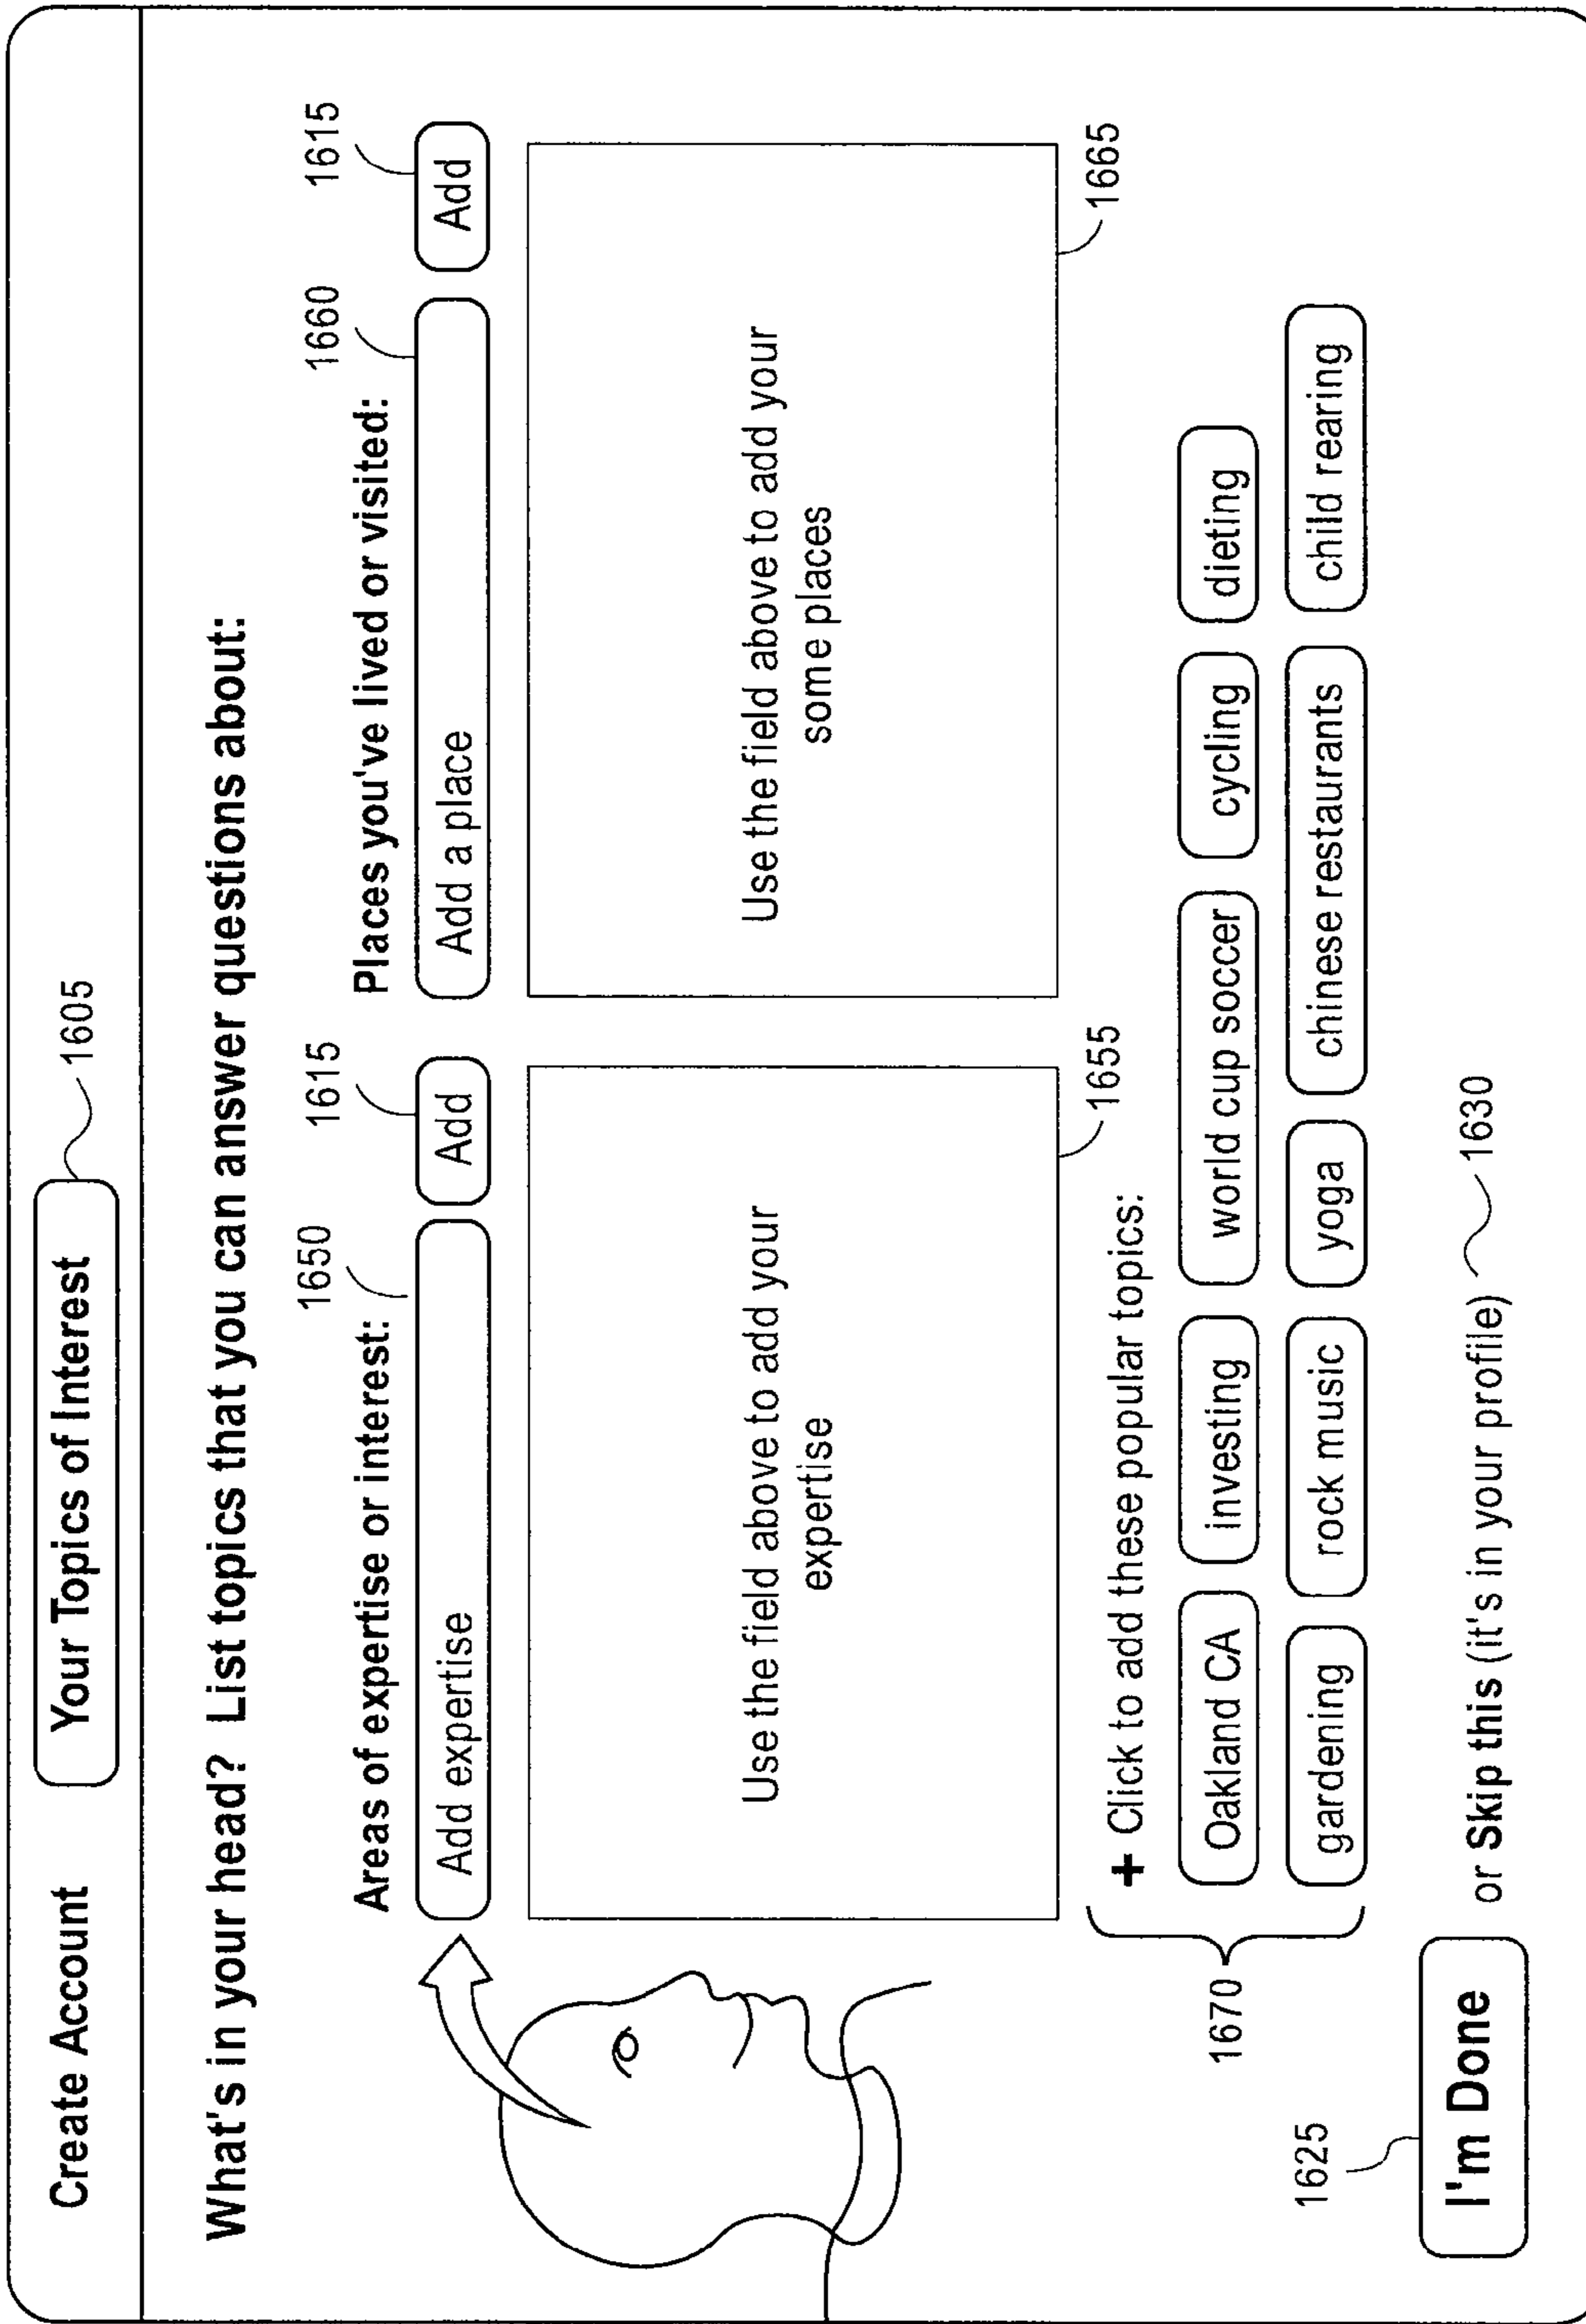 Create Account
Your Topics of Interest
1605
What's in your head? List topics that you can answer questions about:
1650
1615
Areas of expertise or interest:
Add expertise
Add
Use the field above to add your
expertise
1655
1660
1615
Places you've lived or visited:
Add a place
Add
Use the field above to add your
some places
1665
+ Click to add these popular topics:
1670
Oakland CA
investing
world cup soccer
cycling
dieting
gardening
rock music
yoga
chinese restaurants
child rearing
1625
I'm Done
or Skip this (it's in your profile)
1630